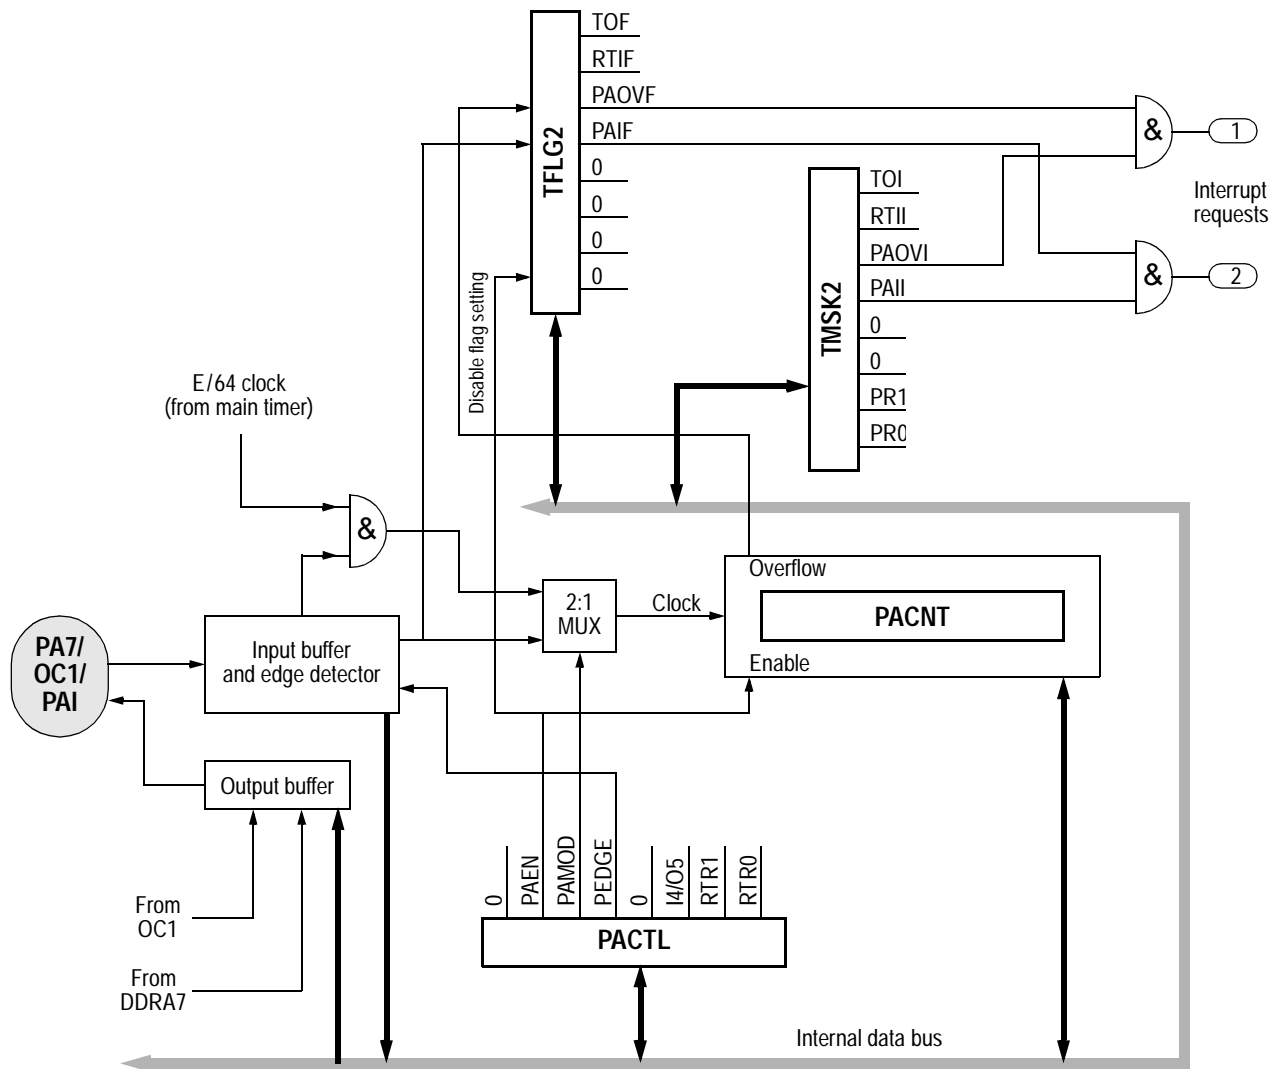 TOF
RTIF
PAOVF
PAIF
0
0
0
0
TFLG2
&
1
Interrupt
requests
TOI
RTII
PAOVI
PAII
0
0
PR1
PR0
TMSK2
&
2
Disable flag setting
E/64 clock
(from main timer)
&
2:1
MUX
Clock
Overflow
PACNT
Enable
PA7/
OC1/
PAI
Input buffer
and edge detector
Output buffer
From
OC1
From
DDRA7
0
PAEN
PAMOD
PEDGE
0
I4/O5
RTR1
RTR0
PACTL
Internal data bus